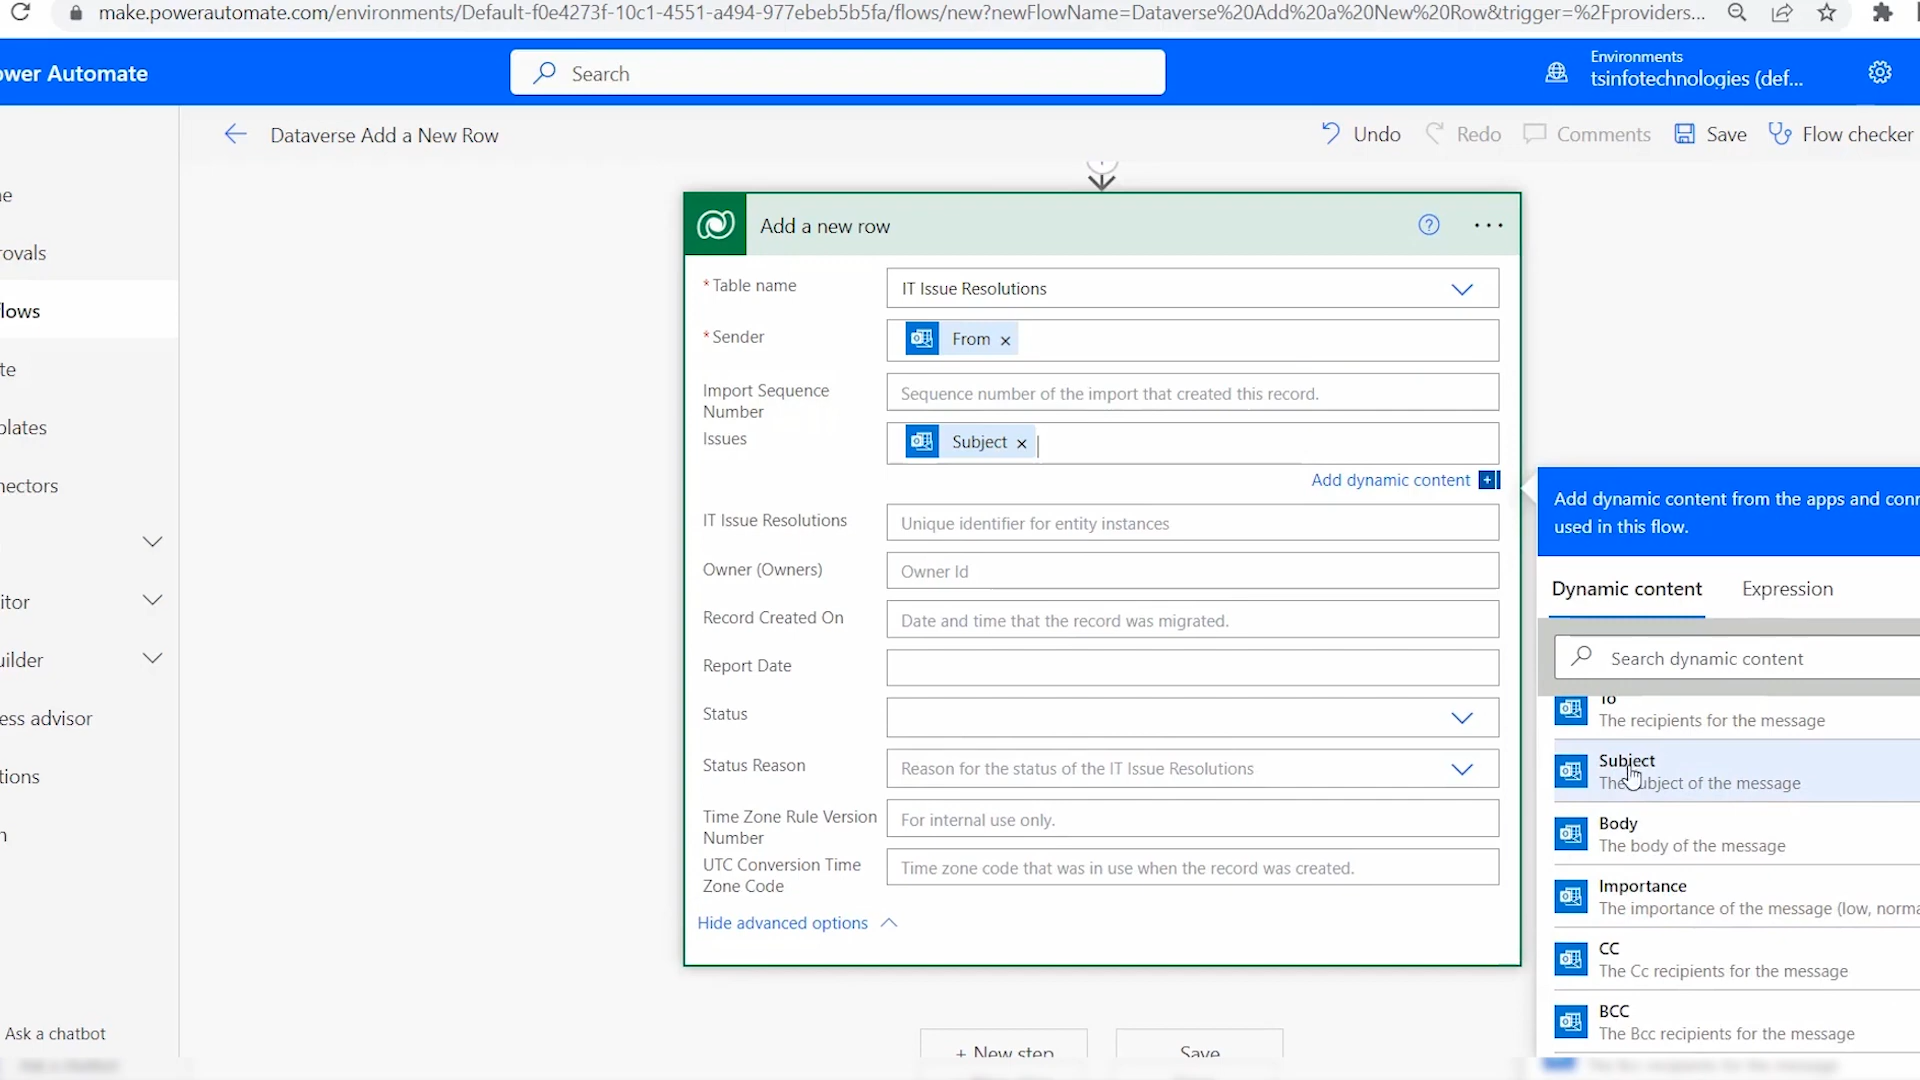 make.powerautomate.com/environments/Default-f0e4273f-10c1-4551-a494-977ebeb5b5fa/flows/new?newFlowName=Dataverse%20Add%20a%20New%20Row&trigger=%2Fproviders...
ower Automate
Search
Environments
tsinfotechnologies (def...
Dataverse Add a New Row
Undo
Redo
Comments
Save
Flow checker
e
rovals
lows
te
plates
nectors
itor
uilder
ess advisor
tions
n
Ask a chatbot
Add a new row
* Table name
IT Issue Resolutions
* Sender
From ×
Import Sequence
Number
Sequence number of the import that created this record.
Issues
Subject ×
Add dynamic content
IT Issue Resolutions
Unique identifier for entity instances
Owner (Owners)
Owner Id
Record Created On
Date and time that the record was migrated.
Report Date
Status
Status Reason
Reason for the status of the IT Issue Resolutions
Time Zone Rule Version
Number
For internal use only.
UTC Conversion Time
Zone Code
Time zone code that was in use when the record was created.
Hide advanced options
+ New step
Save
Add dynamic content from the apps and conn
used in this flow.
Dynamic content
Expression
Search dynamic content
To
The recipients for the message
Subject
The subject of the message
Body
The body of the message
Importance
The importance of the message (low, norma
CC
The Cc recipients for the message
BCC
The Bcc recipients for the message